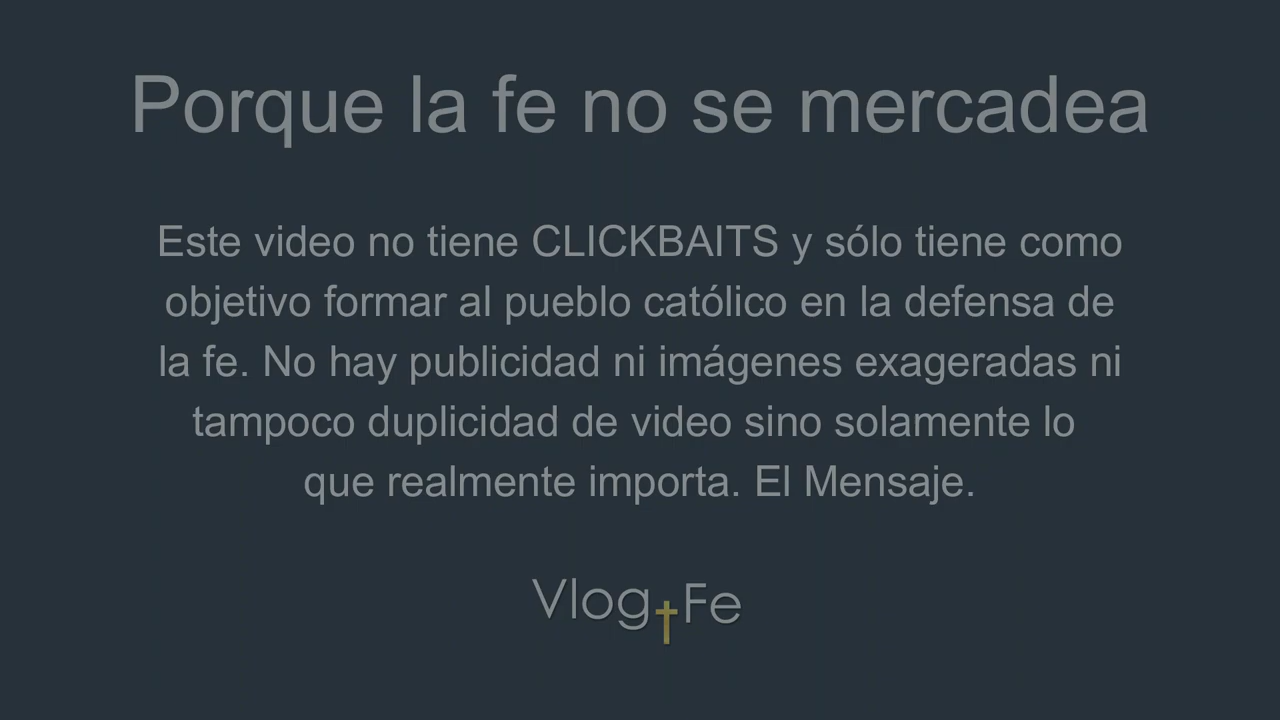 Porque la fe no se mercadea
Este video no tiene CLICKBAITS y sólo tiene como
objetivo formar al pueblo católico en la defensa de
la fe. No hay publicidad ni imágenes exageradas ni
tampoco duplicidad de video sino solamente lo
que realmente importa. El Mensaje.
Vlog Fe